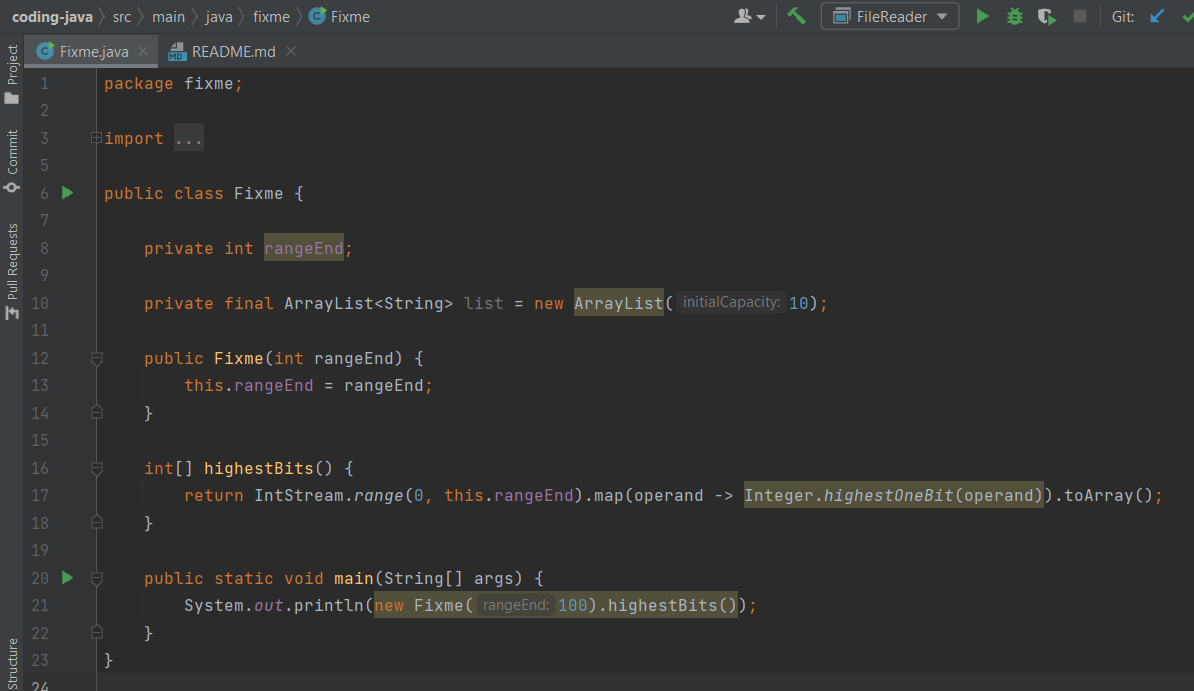 coding-java > src > main > java > fixme > Fixme
FileReader
Git:
Fixme.java
README.md
Project
Commit
Pull Requests
Structure
1 package fixme;
2
3 import ...
5
6 public class Fixme {
7
8     private int rangeEnd;
9
10     private final ArrayList<String> list = new ArrayList( initialCapacity: 10);
11
12     public Fixme(int rangeEnd) {
13         this.rangeEnd = rangeEnd;
14     }
15
16     int[] highestBits() {
17         return IntStream.range(0, this.rangeEnd).map(operand -> Integer.highestOneBit(operand)).toArray();
18     }
19
20     public static void main(String[] args) {
21         System.out.println(new Fixme( rangeEnd: 100).highestBits());
22     }
23 }
24